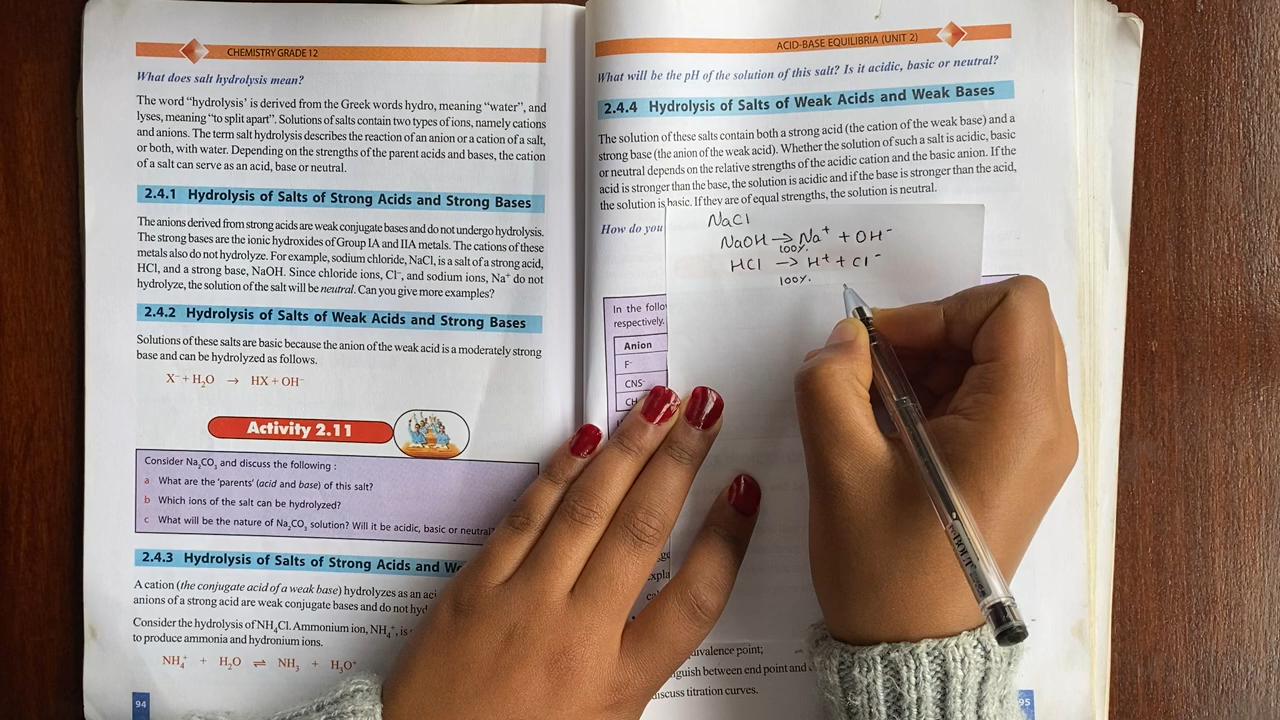 CHEMISTRY GRADE 12
What does salt hydrolysis mean?
The word "hydrolysis' is derived from the Greek words hydro, meaning "water", and
lyses, meaning "to split apart". Solutions of salts contain two types of ions, namely cations
and anions. The term salt hydrolysis describes the reaction of an anion or a cation of a salt,
or both, with water. Depending on the strengths of the parent acids and bases, the cation
of a salt can serve as an acid, base or neutral.
2.4.1 Hydrolysis of Salts of Strong Acids and Strong Bases
The anions derived from strong acids are weak conjugate bases and do not undergo hydrolysis.
The strong bases are the ionic hydroxides of Group IA and IIA metals. The cations of these
metals also do not hydrolyze. For example, sodium chloride, NaCl, is a salt of a strong acid,
HCl, and a strong base, NaOH. Since chloride ions, Cl⁻, and sodium ions, Na⁺ do not
hydrolyze, the solution of the salt will be neutral. Can you give more examples?
2.4.2 Hydrolysis of Salts of Weak Acids and Strong Bases
Solutions of these salts are basic because the anion of the weak acid is a moderately strong
base and can be hydrolyzed as follows.
X⁻ + H₂O → HX + OH⁻
Activity 2.11
Consider Na₂CO₃ and discuss the following :
a What are the 'parents' (acid and base) of this salt?
b Which ions of the salt can be hydrolyzed?
c What will be the nature of Na₂CO₃ solution? Will it be acidic, basic or neutral?
2.4.3 Hydrolysis of Salts of Strong Acids and
A cation (the conjugate acid of a weak base) hydrolyzes as an
anions of a strong acid are weak conjugate bases and do not
Consider the hydrolysis of NH₄Cl. Ammonium ion, NH₄⁺, is
to produce ammonia and hydronium ions.
NH₄⁺ + H₂O ⇌ NH₃ + H₃O⁺
94
ACID-BASE EQUILIBRIA (UNIT 2)
What will be the pH of the solution of this salt? Is it acidic, basic or neutral?
2.4.4 Hydrolysis of Salts of Weak Acids and Weak Bases
The solution of these salts contain both a strong acid (the cation of the weak base) and a
strong base (the anion of the weak acid). Whether the solution of such a salt is acidic, basic
or neutral depends on the relative strengths of the acidic cation and the basic anion. If the
acid is stronger than the base, the solution is acidic and if the base is stronger than the acid,
the solution is basic. If they are of equal strengths, the solution is neutral.
How do you
NaCl
NaOH → Na⁺ + OH⁻
100%.
HCl → H⁺ + Cl⁻
100%.
In the
respectively.
Anion
F⁻
CNS⁻
equivalence point;
between end point and
discuss titration curves.
95